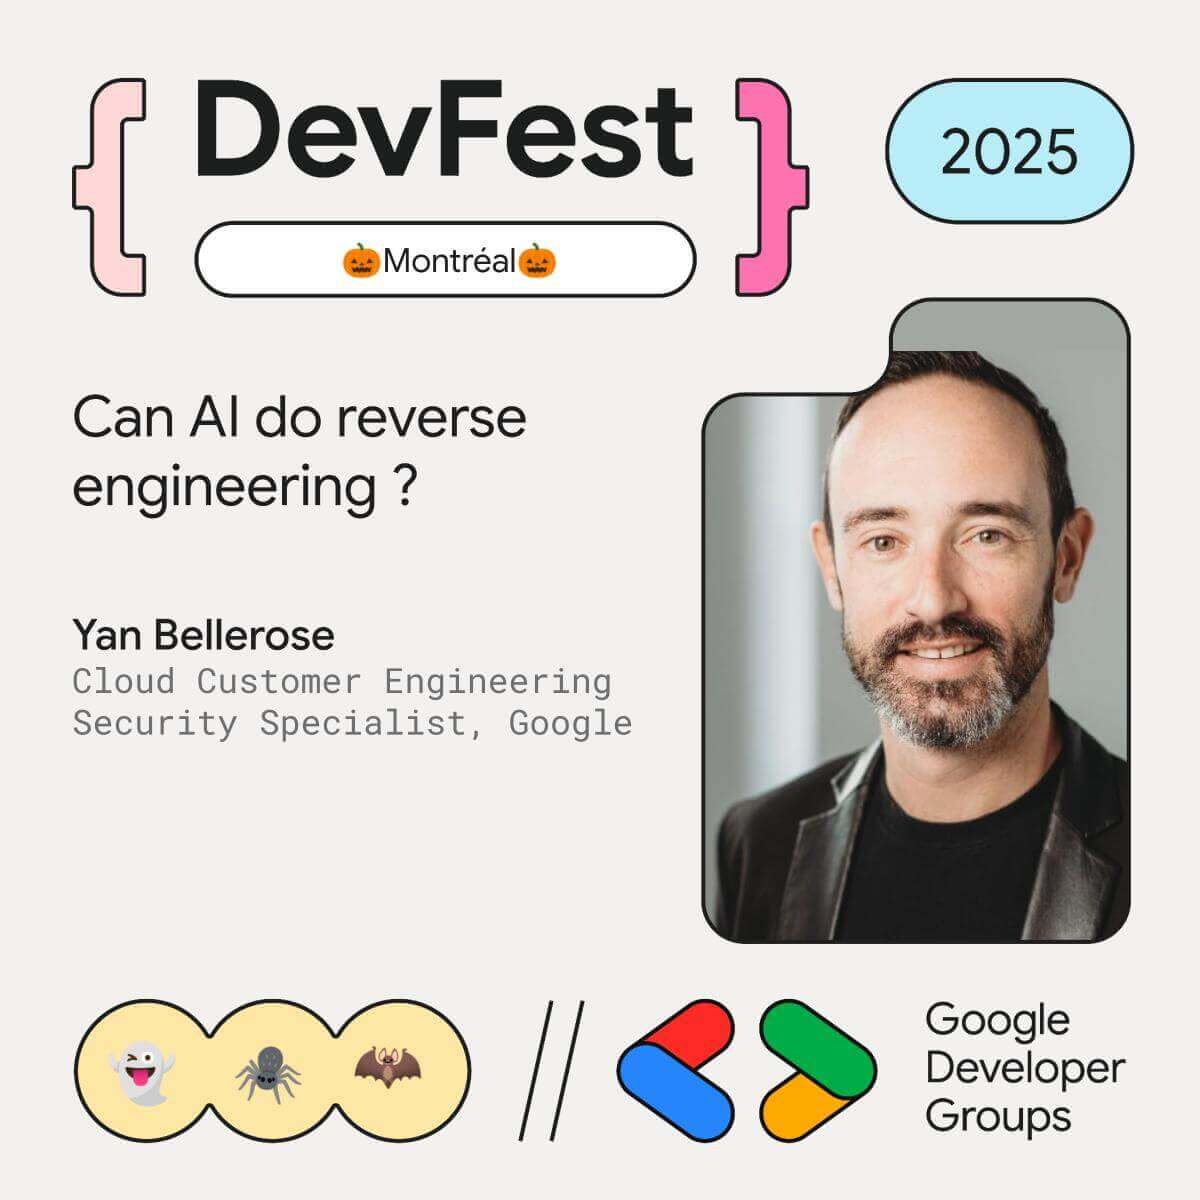 DevFest
2025
🎃Montréal🎃
Can AI do reverse
engineering ?
Yan Bellerose
Cloud Customer Engineering
Security Specialist, Google
Google
Developer
Groups